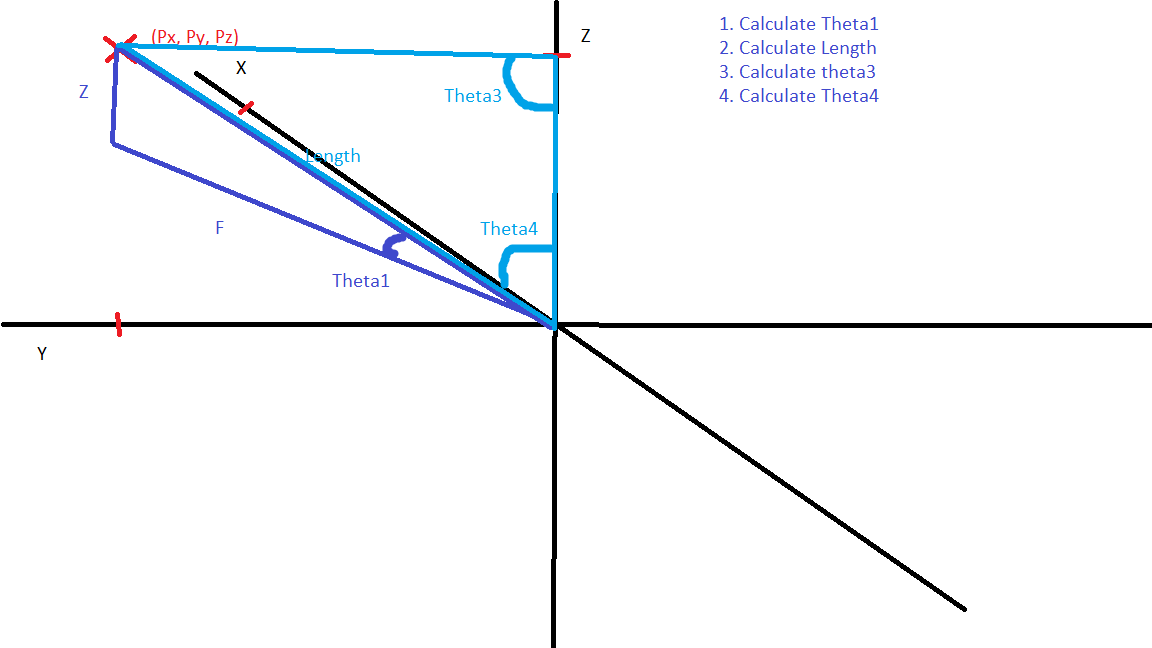 1. Calculate Theta1
2. Calculate Length
3. Calculate theta3
4. Calculate Theta4
Z
(Px, Py, Pz)
X
Z
Theta3
Length
F
Theta4
Theta1
Y